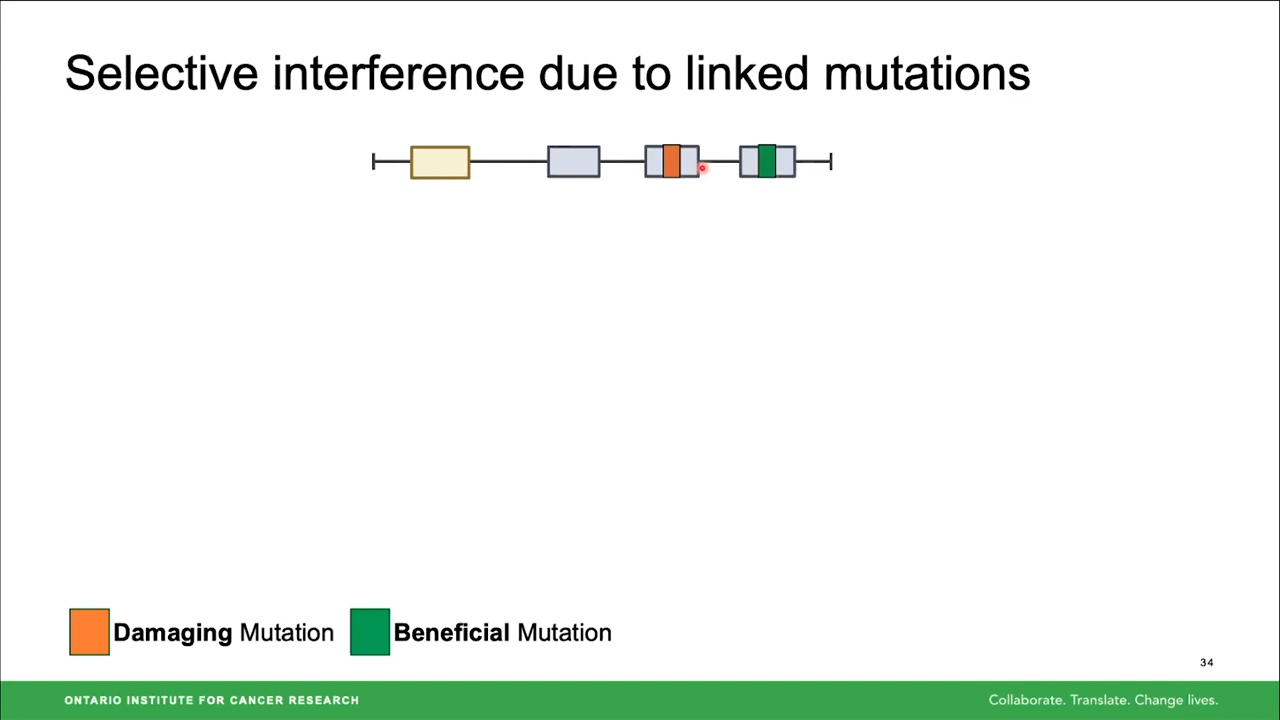 Selective interference due to linked mutations
Damaging Mutation
Beneficial Mutation
34
ONTARIO INSTITUTE FOR CANCER RESEARCH
Collaborate. Translate. Change lives.